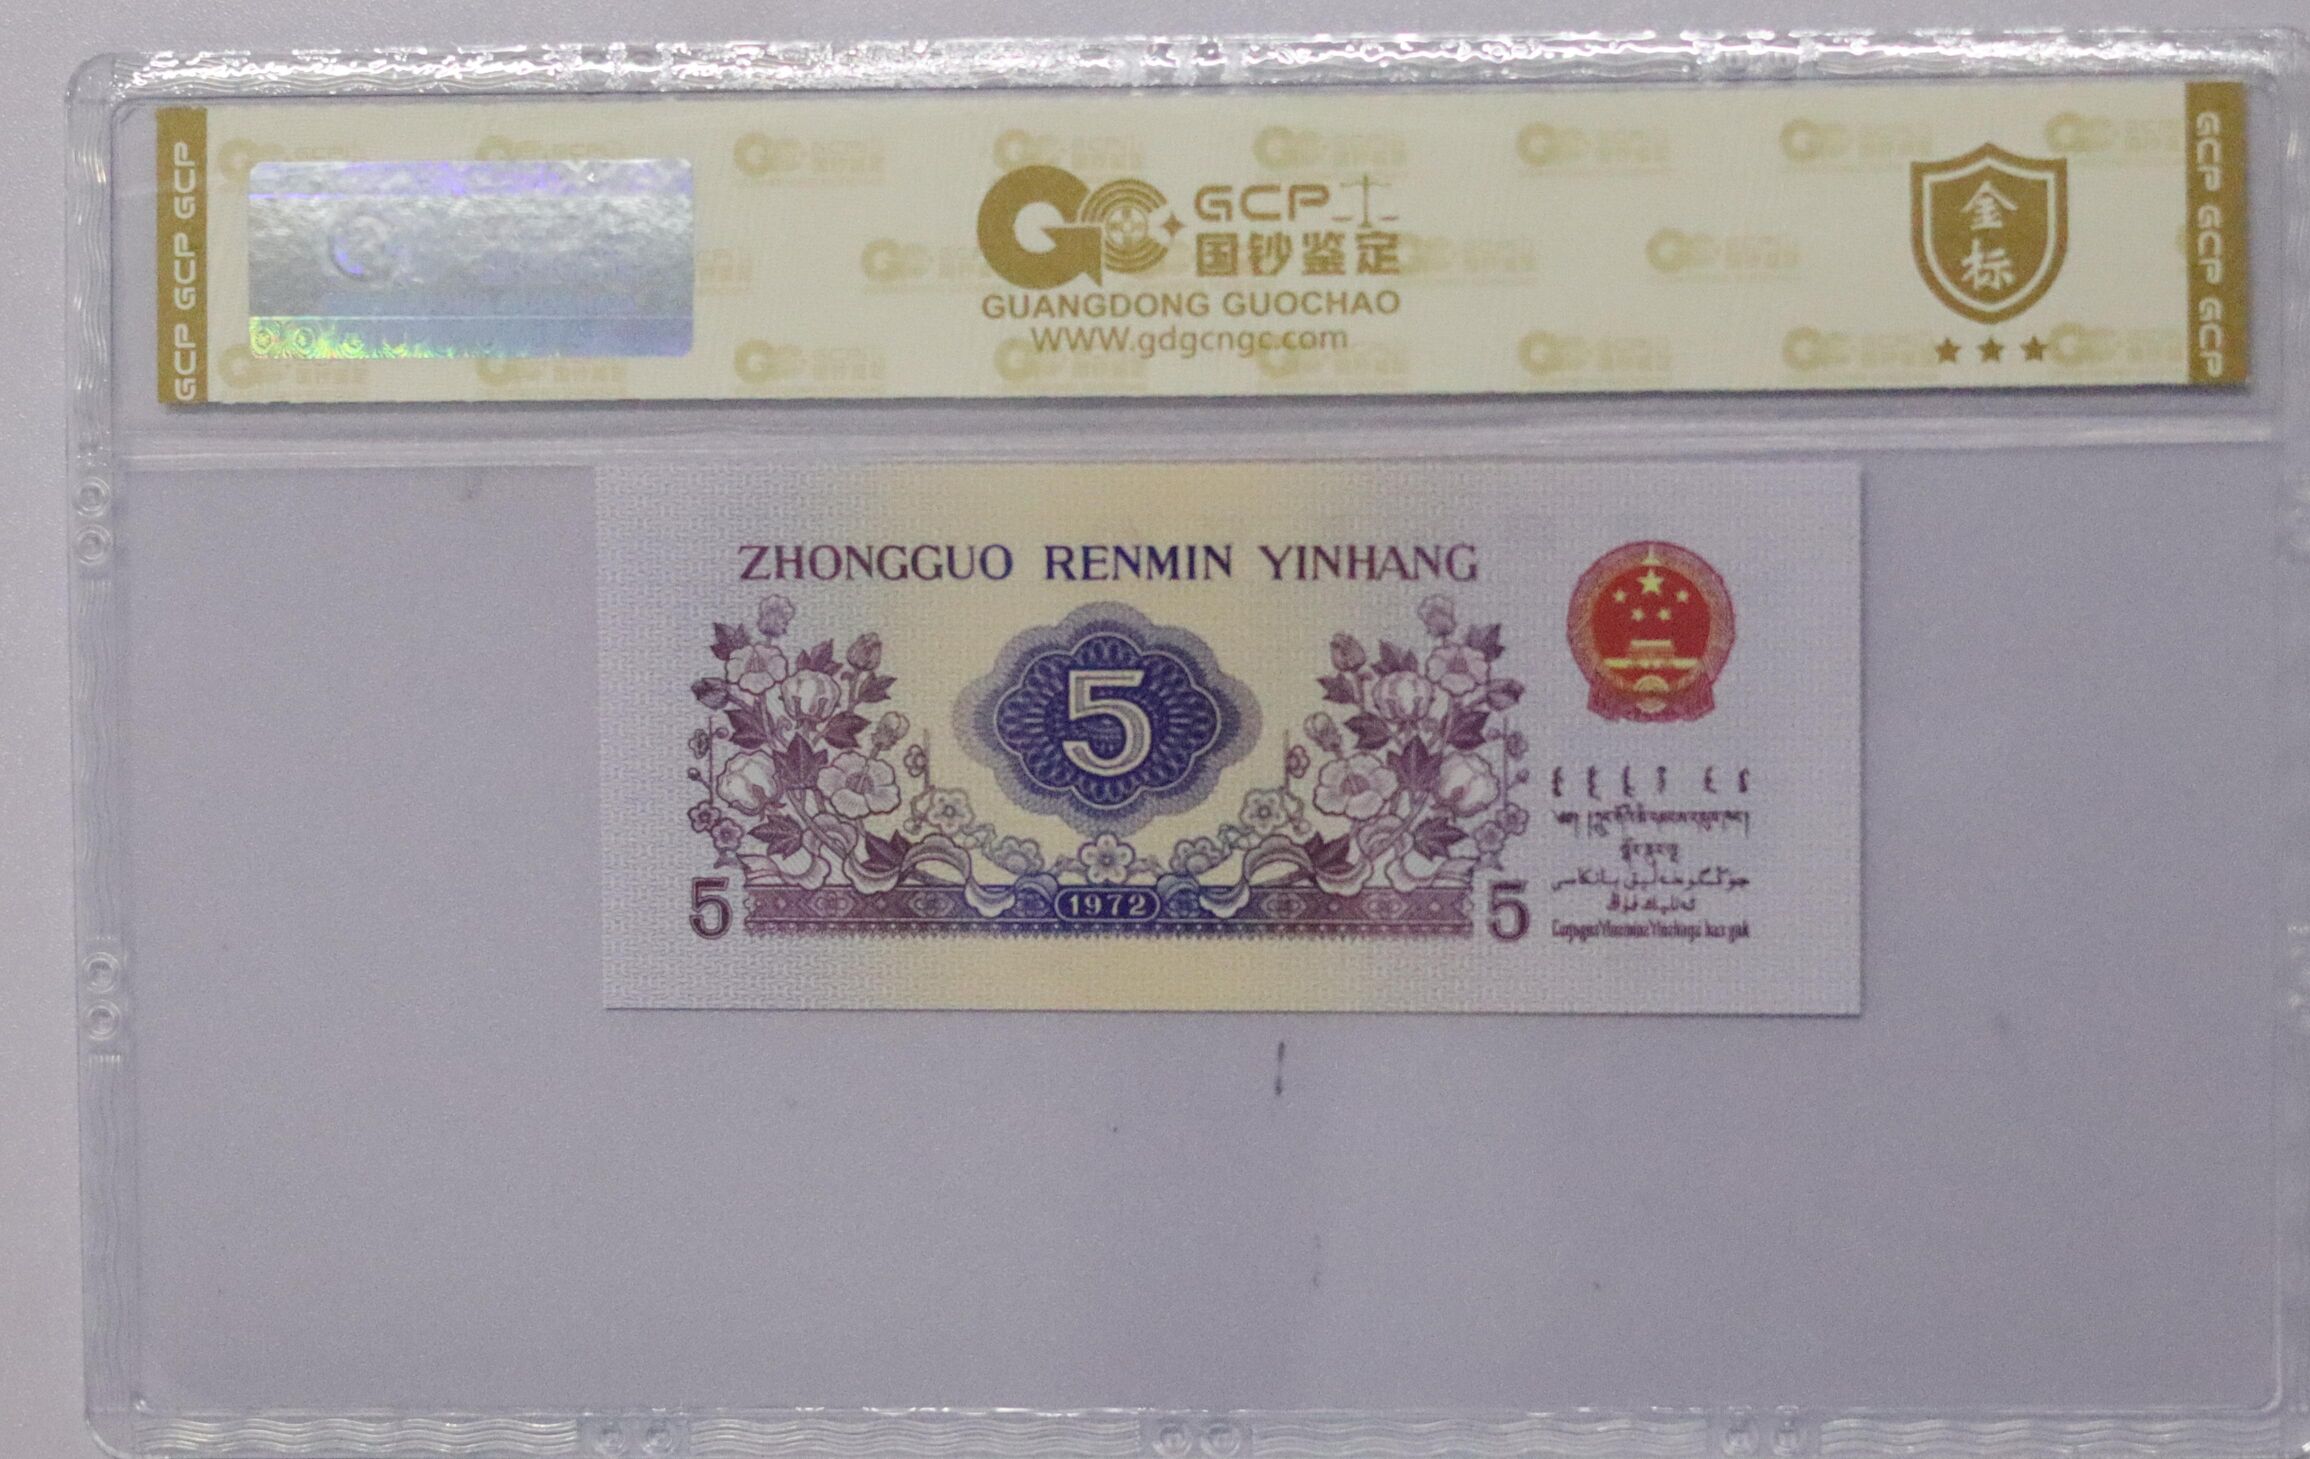 GCP GCP GCP
GCP
国钞鉴定
GUANGDONG GUOCHAO
WWW.gdgcngc.com
金
标
GCP GCP GCP
ZHONGGUO RENMIN YINHANG
5
1972
5
5